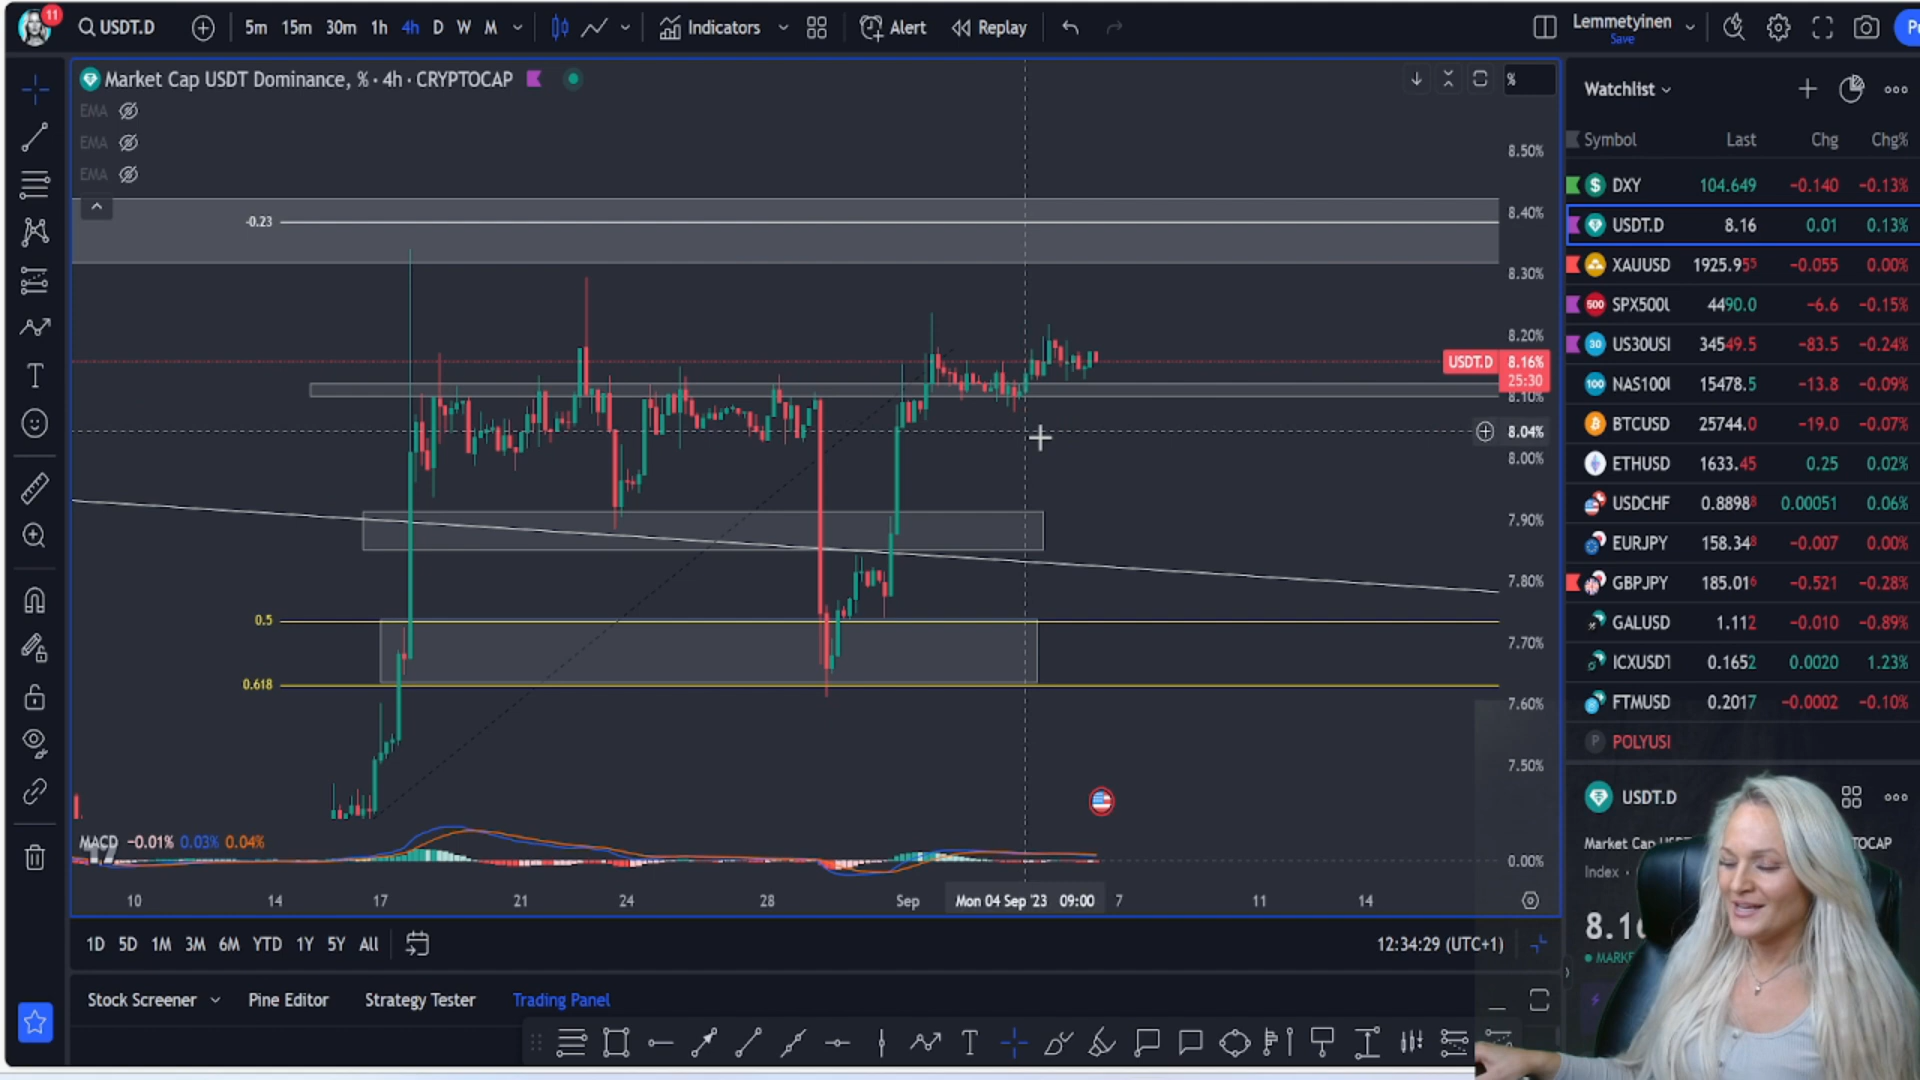 11
USDT.D
5m 15m 30m 1h 4h D W M
Indicators
Alert
Replay
Lemmetyinen
Save
Market Cap USDT Dominance, % · 4h · CRYPTOCAP
%
EMA
EMA
EMA
-0.23
0.5
0.618
8.50%
8.40%
8.30%
8.20%
USDT.D 8.16%
25:30
8.10%
8.04%
8.00%
7.90%
7.80%
7.70%
7.60%
7.50%
MACD -0.01% 0.03% 0.04%
0.00%
10 14 17 21 24 28 Sep Mon 04 Sep '23 09:00 7 11 14
1D 5D 1M 3M 6M YTD 1Y 5Y All
12:34:29 (UTC+1)
Stock Screener Pine Editor Strategy Tester Trading Panel
Watchlist
Symbol Last Chg Chg%
DXY 104.649 −0.140 −0.13%
USDT.D 8.16 0.01 0.13%
XAUUSD 1925.955 −0.055 0.00%
500 SPX500U 4490.0 −6.6 −0.15%
30 US30USI 34549.5 −83.5 −0.24%
100 NAS100U 15478.5 −13.8 −0.09%
BTCUSD 25744.0 −19.0 −0.07%
ETHUSD 1633.45 0.25 0.02%
USDCHF 0.88988 0.00051 0.06%
EURJPY 158.348 −0.007 0.00%
GBPJPY 185.016 −0.521 −0.28%
GALUSD 1.112 −0.010 −0.89%
ICXUSDT 0.1652 0.0020 1.23%
FTMUSD 0.2017 −0.0002 −0.10%
P POLYUSI
USDT.D
Market Cap
Index